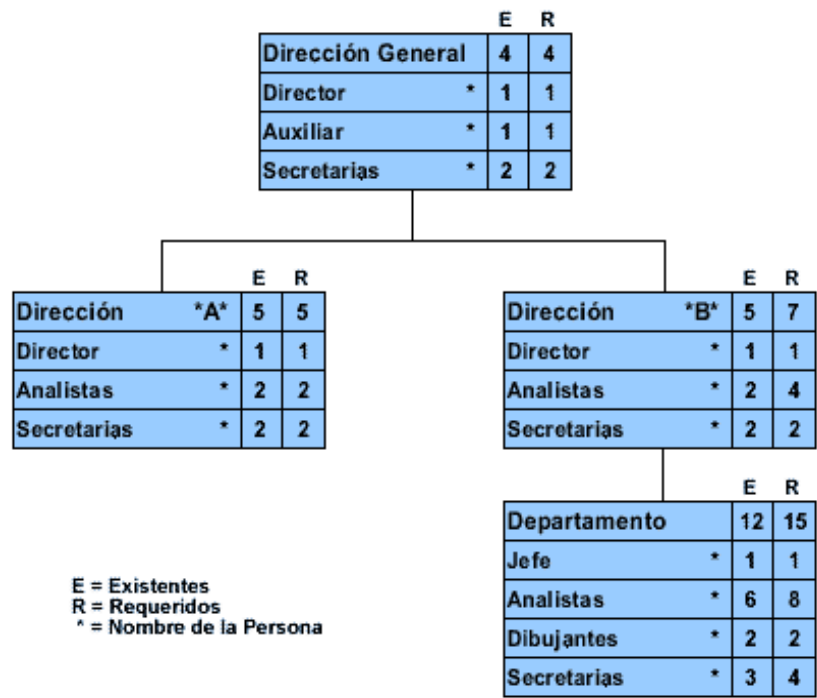 E R
Dirección General 4 4
Director * 1 1
Auxiliar * 1 1
Secretarias * 2 2
E R
Dirección *A* 5 5
Director * 1 1
Analistas * 2 2
Secretarias * 2 2
E R
Dirección *B* 5 7
Director * 1 1
Analistas * 2 4
Secretarias * 2 2
E R
Departamento 12 15
Jefe * 1 1
Analistas * 6 8
Dibujantes * 2 2
Secretarias * 3 4
E = Existentes
R = Requeridos
* = Nombre de la Persona